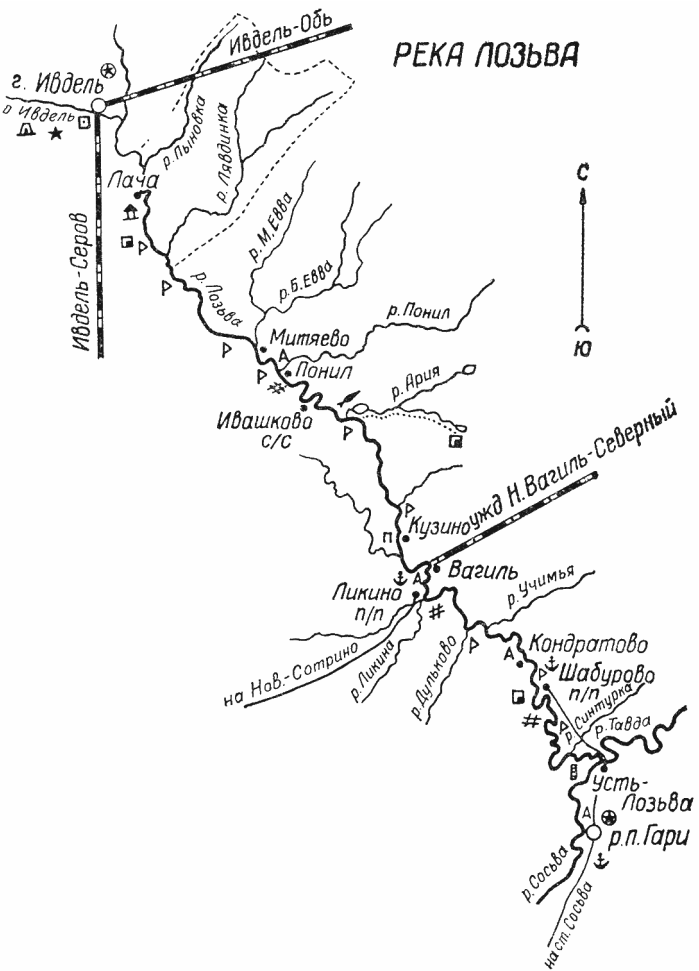 РЕКА ЛОЗЬВА
Ивдель-Обь
г. Ивдель
р. Ивдель
р. Пыновка
р. Лявдинка
Лача
С
Ю
Ивдель-Серов
р. М. Евва
р. Лозьва
р. Б. Евва
р. Понил
Митяево
А
Понил
р. Ария
Ивашково
с/с
Кузино
УЖД Н. Вагиль-Северный
П
А
Вагиль
Ликино
п/п
р. Учимья
на Нов.-Сотрино
р. Ликина
р. Дульково
А
Кондратово
Шабурово
п/п
р. Синтурка
р. Тавда
Усть-
Лозьва
А
р.п. Гари
р. Сосьва
на ст. Сосьва